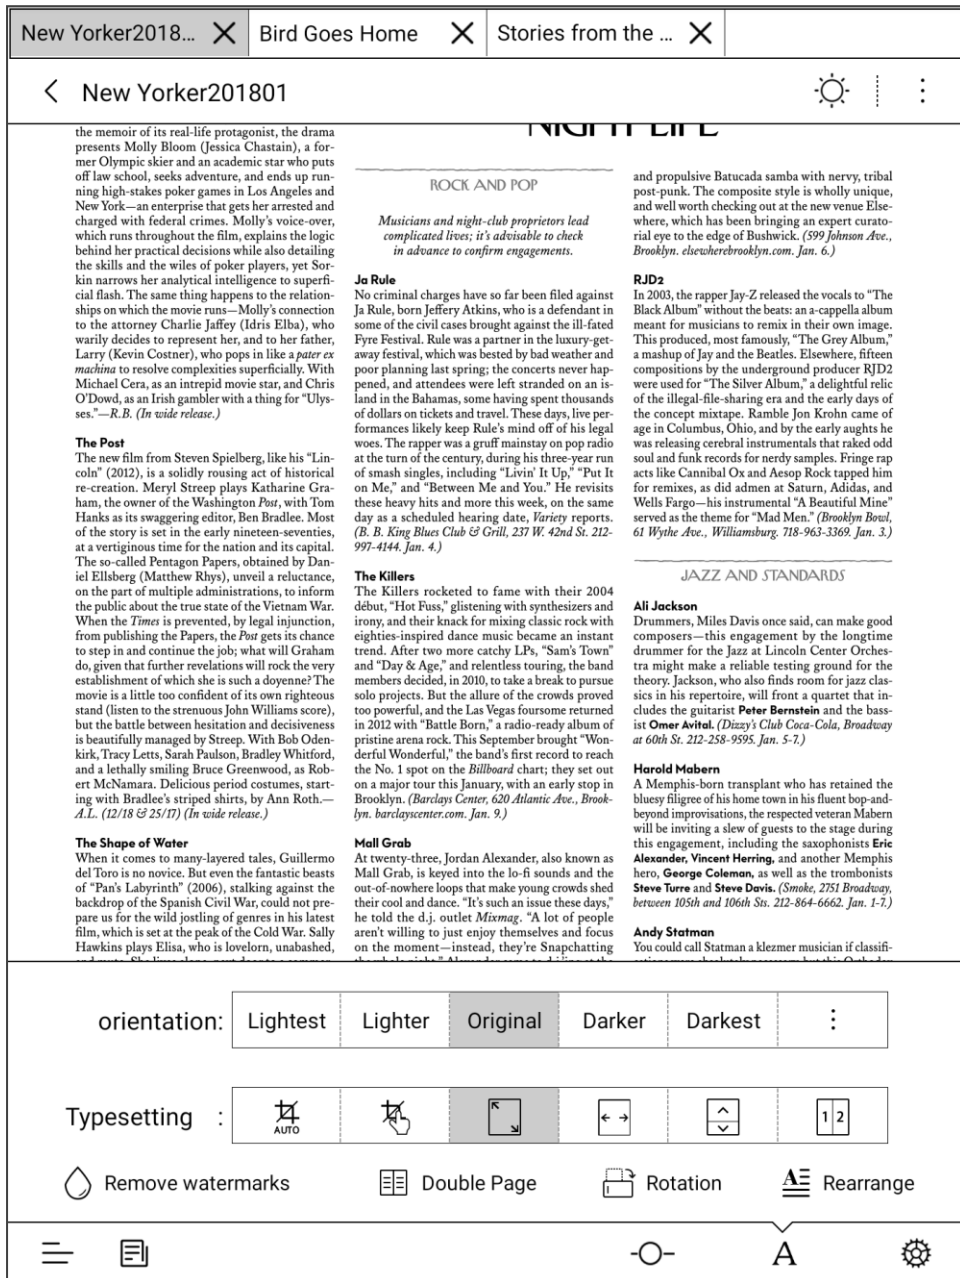 New Yorker2018...
Bird Goes Home
Stories from the ...
New Yorker201801
the memoir of its real-life protagonist, the drama
presents Molly Bloom (Jessica Chastain), a for-
mer Olympic skier and an academic star who puts
off law school, seeks adventure, and ends up run-
ning high-stakes poker games in Los Angeles and
New York—an enterprise that gets her arrested and
charged with federal crimes. Molly's voice-over,
which runs throughout the film, explains the logic
behind her practical decisions while also detailing
the skills and the wiles of poker players, yet Sor-
kin narrows her analytical intelligence to superfi-
cial flash. The same thing happens to the relation-
ships on which the movie runs—Molly's connection
to the attorney Charlie Jaffey (Idris Elba), who
warily decides to represent her, and to her father,
Larry (Kevin Costner), who pops in like a pater ex
machina to resolve complexities superficially. With
Michael Cera, as an intrepid movie star, and Chris
O'Dowd, as an Irish gambler with a thing for "Ulys-
ses."—R.B. (In wide release.)
The Post
The new film from Steven Spielberg, like his "Lin-
coln" (2012), is a solidly rousing act of historical
re-creation. Meryl Streep plays Katharine Gra-
ham, the owner of the Washington Post, with Tom
Hanks as its swaggering editor, Ben Bradlee. Most
of the story is set in the early nineteen-seventies,
at a vertiginous time for the nation and its capital.
The so-called Pentagon Papers, obtained by Dan-
iel Ellsberg (Matthew Rhys), unveil a reluctance,
on the part of multiple administrations, to inform
the public about the true state of the Vietnam War.
When the Times is prevented, by legal injunction,
from publishing the Papers, the Post gets its chance
to step in and continue the job; what will Graham
do, given that further revelations will rock the very
establishment of which she is such a doyenne? The
movie is a little too confident of its own righteous
stand (listen to the strenuous John Williams score),
but the battle between hesitation and decisiveness
is beautifully managed by Streep. With Bob Oden-
kirk, Tracy Letts, Sarah Paulson, Bradley Whitford,
and a lethally smiling Bruce Greenwood, as Rob-
ert McNamara. Delicious period costumes, start-
ing with Bradlee's striped shirts, by Ann Roth.—
A.L. (12/18 & 25/17) (In wide release.)
The Shape of Water
When it comes to many-layered tales, Guillermo
del Toro is no novice. But even the fantastic beasts
of "Pan's Labyrinth" (2006), stalking against the
backdrop of the Spanish Civil War, could not pre-
pare us for the wild jostling of genres in his latest
film, which is set at the peak of the Cold War. Sally
Hawkins plays Elisa, who is lovelorn, unabashed,
NIGHT LIFE
ROCK AND POP
Musicians and night-club proprietors lead
complicated lives; it's advisable to check
in advance to confirm engagements.
Ja Rule
No criminal charges have so far been filed against
Ja Rule, born Jeffery Atkins, who is a defendant in
some of the civil cases brought against the ill-fated
Fyre Festival. Rule was a partner in the luxury-get-
away festival, which was bested by bad weather and
poor planning last spring; the concerts never hap-
pened, and attendees were left stranded on an is-
land in the Bahamas, some having spent thousands
of dollars on tickets and travel. These days, live per-
formances likely keep Rule's mind off of his legal
woes. The rapper was a gruff mainstay on pop radio
at the turn of the century, during his three-year run
of smash singles, including "Livin' It Up," "Put It
on Me," and "Between Me and You." He revisits
these heavy hits and more this week, on the same
day as a scheduled hearing date, Variety reports.
(B. B. King Blues Club & Grill, 237 W. 42nd St. 212-
997-4144. Jan. 4.)
The Killers
The Killers rocketed to fame with their 2004
début, "Hot Fuss," glistening with synthesizers and
irony, and their knack for mixing classic rock with
eighties-inspired dance music became an instant
trend. After two more catchy LPs, "Sam's Town"
and "Day & Age," and relentless touring, the band
members decided, in 2010, to take a break to pursue
solo projects. But the allure of the crowds proved
too powerful, and the Las Vegas foursome returned
in 2012 with "Battle Born," a radio-ready album of
pristine arena rock. This September brought "Won-
derful Wonderful," the band's first record to reach
the No. 1 spot on the Billboard chart; they set out
on a major tour this January, with an early stop in
Brooklyn. (Barclays Center, 620 Atlantic Ave., Brook-
lyn. barclayscenter.com. Jan. 9.)
Mall Grab
At twenty-three, Jordan Alexander, also known as
Mall Grab, is keyed into the lo-fi sounds and the
out-of-nowhere loops that make young crowds shed
their cool and dance. "It's such an issue these days,"
he told the d.j. outlet Mixmag. "A lot of people
aren't willing to just enjoy themselves and focus
on the moment—instead, they're Snapchatting
and propulsive Batucada samba with nervy, tribal
post-punk. The composite style is wholly unique,
and well worth checking out at the new venue Else-
where, which has been bringing an expert curato-
rial eye to the edge of Bushwick. (599 Johnson Ave.,
Brooklyn. elsewherebrooklyn.com. Jan. 6.)
RJD2
In 2003, the rapper Jay-Z released the vocals to "The
Black Album" without the beats: an a-cappella album
meant for musicians to remix in their own image.
This produced, most famously, "The Grey Album,"
a mashup of Jay and the Beatles. Elsewhere, fifteen
compositions by the underground producer RJD2
were used for "The Silver Album," a delightful relic
of the illegal-file-sharing era and the early days of
the concept mixtape. Ramble Jon Krohn came of
age in Columbus, Ohio, and by the early aughts he
was releasing cerebral instrumentals that raked odd
soul and funk records for nerdy samples. Fringe rap
acts like Cannibal Ox and Aesop Rock tapped him
for remixes, as did admen at Saturn, Adidas, and
Wells Fargo—his instrumental "A Beautiful Mine"
served as the theme for "Mad Men." (Brooklyn Bowl,
61 Wythe Ave., Williamsburg. 718-963-3369. Jan. 3.)
JAZZ AND STANDARDS
Ali Jackson
Drummers, Miles Davis once said, can make good
composers—this engagement by the longtime
drummer for the Jazz at Lincoln Center Orches-
tra might make a reliable testing ground for the
theory. Jackson, who also finds room for jazz clas-
sics in his repertoire, will front a quartet that in-
cludes the guitarist Peter Bernstein and the bass-
ist Omer Avital. (Dizzy's Club Coca-Cola, Broadway
at 60th St. 212-258-9595. Jan. 5-7.)
Harold Mabern
A Memphis-born transplant who has retained the
bluesy filigree of his home town in his fluent bop-and-
beyond improvisations, the respected veteran Mabern
will be inviting a slew of guests to the stage during
this engagement, including the saxophonists Eric
Alexander, Vincent Herring, and another Memphis
hero, George Coleman, as well as the trombonists
Steve Turre and Steve Davis. (Smoke, 2751 Broadway,
between 105th and 106th Sts. 212-864-6662. Jan. 1-7.)
Andy Statman
You could call Statman a klezmer musician if classifi-
orientation: Lightest Lighter Original Darker Darkest
Typesetting : AUTO 1 2
Remove watermarks Double Page Rotation A Rearrange
A